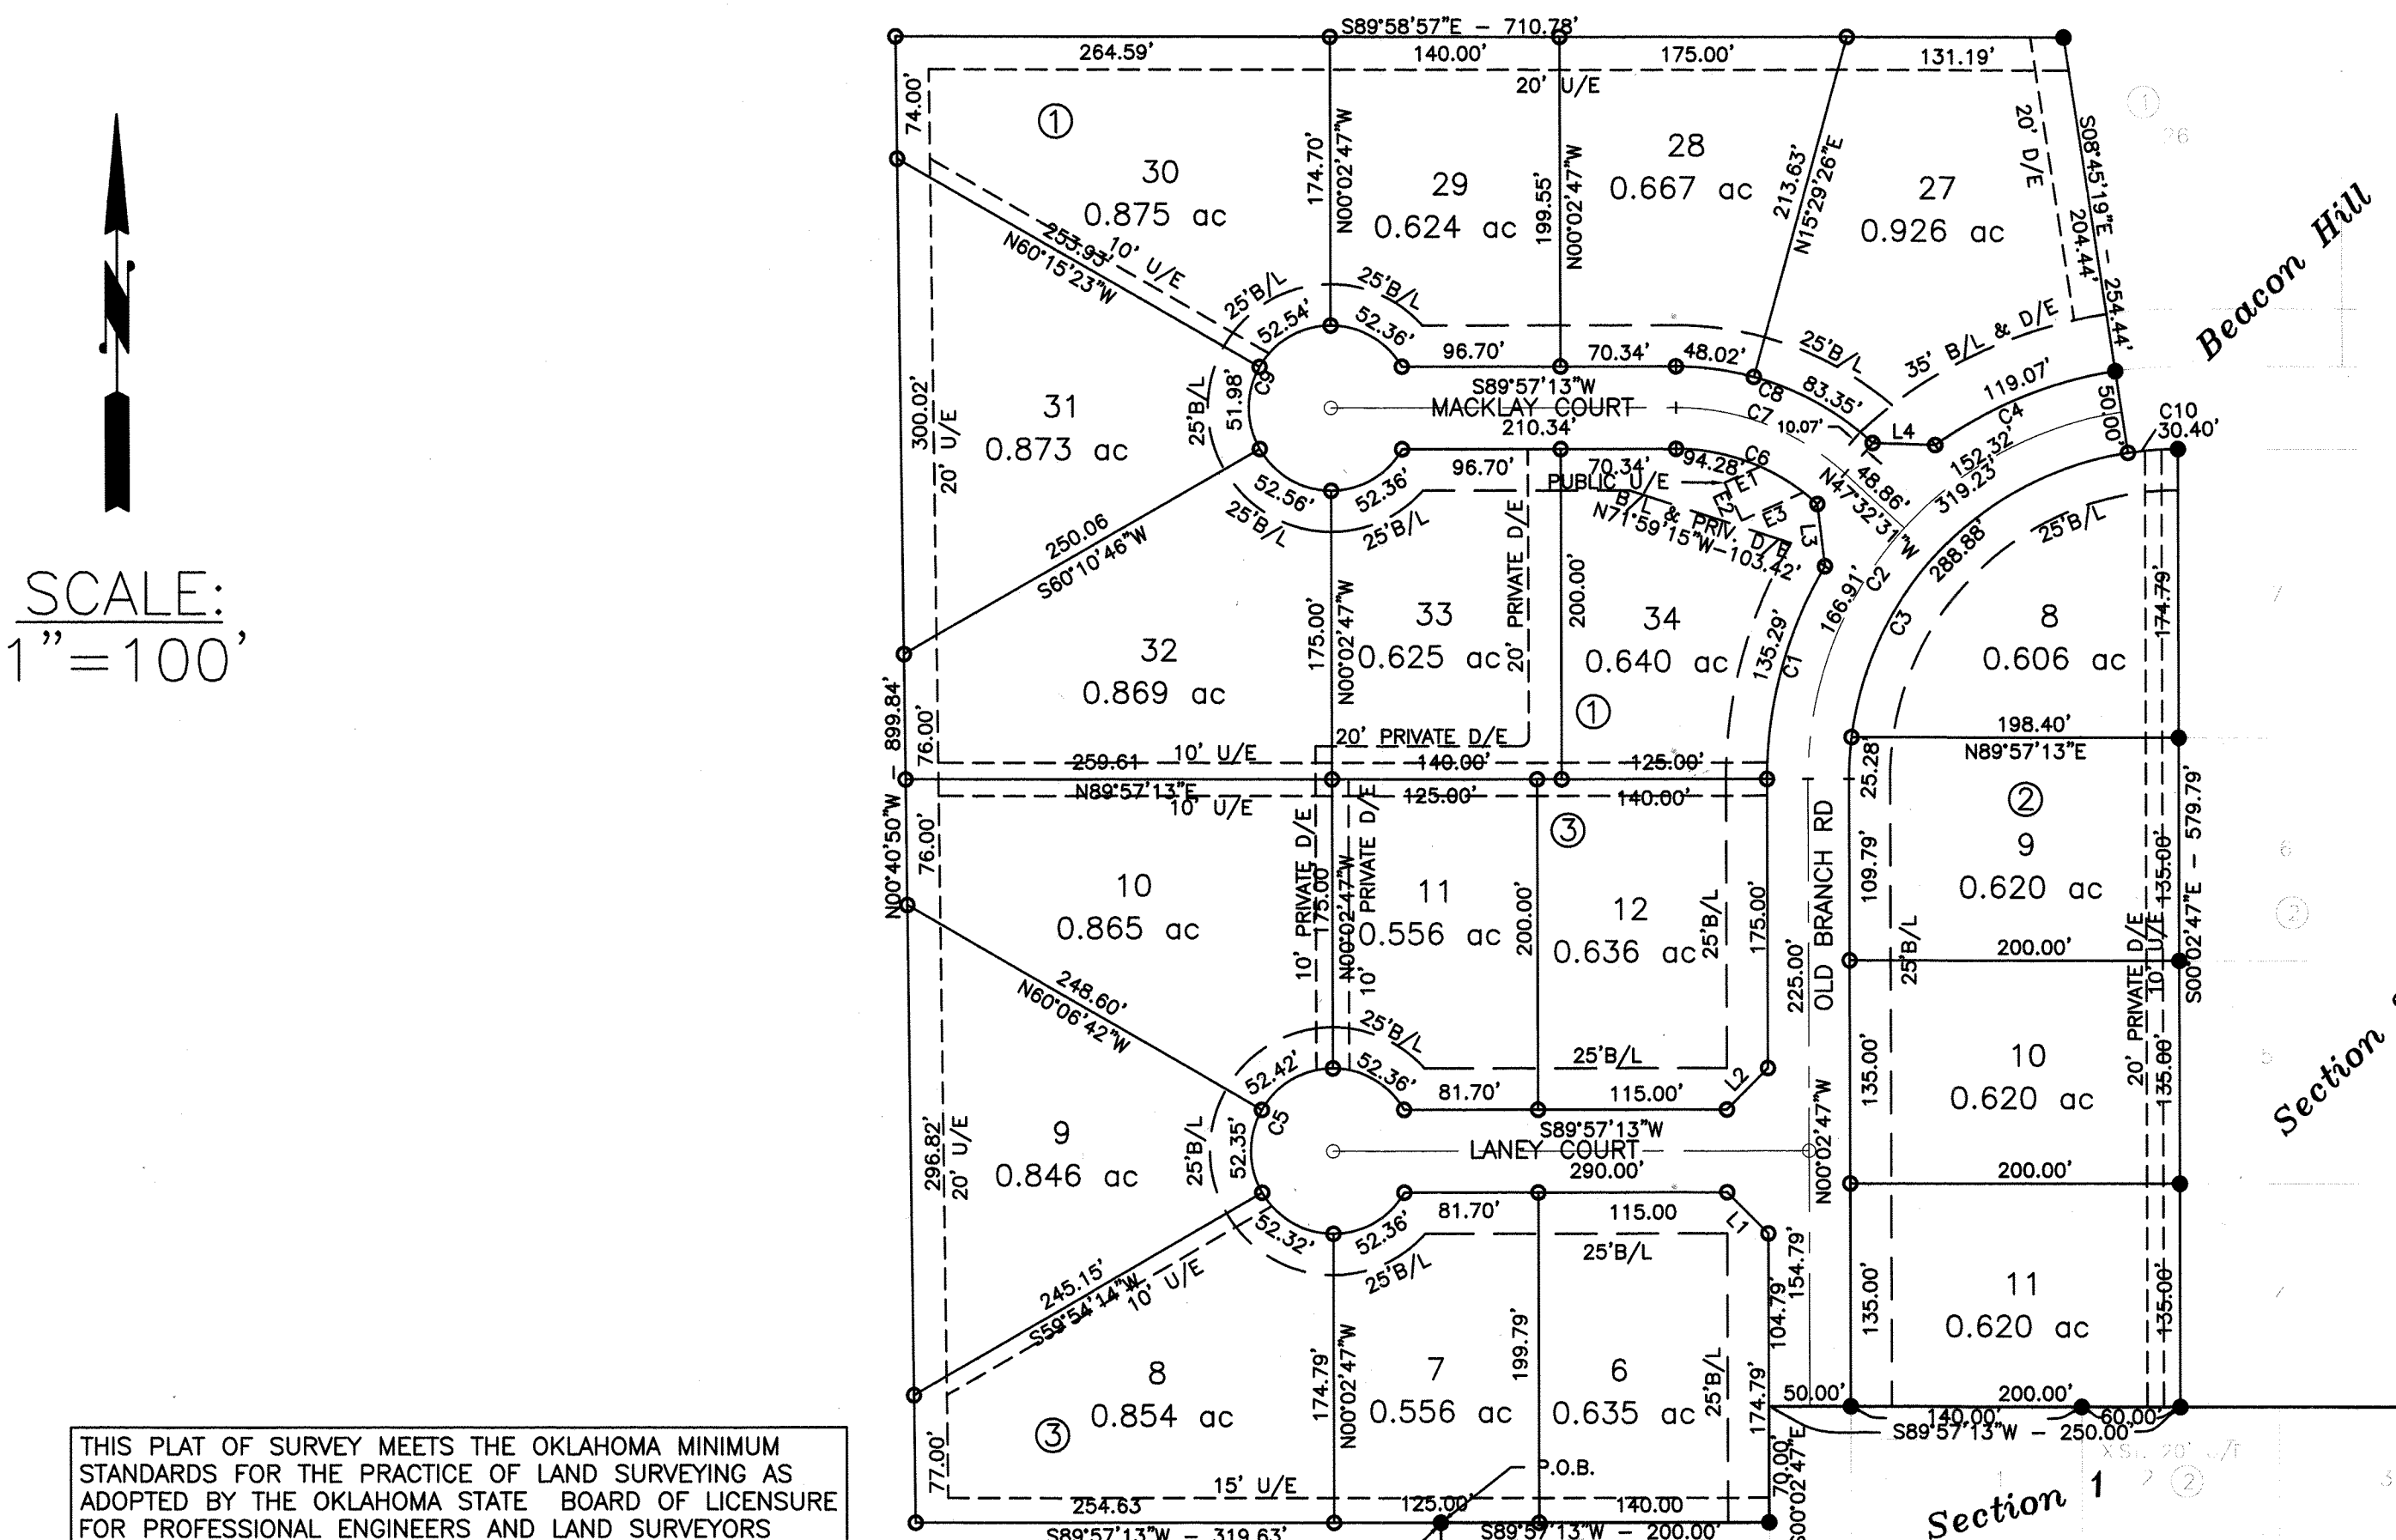 S89°58'57"E - 710.78'
264.59'
140.00'
175.00'
131.19'
20' U/E
74.00'
1
30
0.875 ac
174.70'
N00°02'47"W
29
0.624 ac
199.55'
N00°02'47"W
28
0.667 ac
213.63'
N15°29'26"E
27
0.926 ac
20' D/E
S08°45'19"E - 254.44'
204.44'
1
26
Beacon Hill
253.93'
10' U/E
N60°15'23"W
25'B/L
25'B/L
52.54'
52.36'
96.70'
70.34'
48.02'
25'B/L
35' B/L & D/E
S89°57'13"W
MACKLAY COURT
210.34'
C9
51.98'
25'B/L
C8
83.35'
C7
10.07'
L4
119.07'
C4
50.00'
C10
30.40'
SCALE:
1"=100'
300.02'
20' U/E
31
0.873 ac
96.70'
70.34'
94.28'
C6
PUBLIC U/E
E1
E2
E3
B/L & PRIV. D/E
N71°59'15"W-103.42'
L3
48.86'
N47°32'31"W
152.32'
319.23'
52.56'
52.36'
25'B/L
25'B/L
25'B/L
250.06
S60°10'46"W
288.88'
C3
C2
166.91'
135.29'
C1
32
0.869 ac
175.00'
N00°02'47"W
33
0.625 ac
20' PRIVATE D/E
200.00'
34
0.640 ac
1
8
0.606 ac
174.79'
7
198.40'
N89°57'13"E
N00°40'50"W - 899.84'
76.00'
20' PRIVATE D/E
259.61
10' U/E
140.00'
125.00'
N89°57'13"E
10' U/E
125.00'
140.00'
25.28'
2
9
0.620 ac
S00°02'47"E - 579.79'
6
2
3
76.00'
10
0.865 ac
10' PRIVATE D/E
175.00'
N00°02'47"W
10' PRIVATE D/E
11
0.556 ac
200.00'
12
0.636 ac
25'B/L
175.00'
225.00'
OLD BRANCH RD
109.79'
25'B/L
135.00'
20' PRIVATE D/E
10' U/E
200.00'
248.60'
N60°06'42"W
25'B/L
25'B/L
L2
N00°02'47"W
135.00'
10
0.620 ac
135.00'
5
Section
52.42'
52.36'
81.70'
115.00'
S89°57'13"W
LANEY COURT
290.00'
C5
52.35'
25'B/L
9
0.846 ac
296.82'
20' U/E
200.00'
81.70'
115.00
L1
25'B/L
52.32'
52.36'
25'B/L
245.15'
S59°54'14"W
10' U/E
154.79'
104.79'
135.00'
11
0.620 ac
135.00'
8
0.854 ac
3
174.79'
N00°02'47"W
7
0.556 ac
199.79'
6
0.635 ac
25'B/L
174.79'
50.00'
200.00'
140.00'
60.00'
S89°57'13"W - 250.00'
70.00'
S00°02'47"E
77.00'
15' U/E
P.O.B.
254.63
125.00'
140.00
S89°57'13"W - 319.63'
S89°57'13"W - 200.00'
Section 1
1
2
2
3
THIS PLAT OF SURVEY MEETS THE OKLAHOMA MINIMUM
STANDARDS FOR THE PRACTICE OF LAND SURVEYING AS
ADOPTED BY THE OKLAHOMA STATE BOARD OF LICENSURE
FOR PROFESSIONAL ENGINEERS AND LAND SURVEYORS